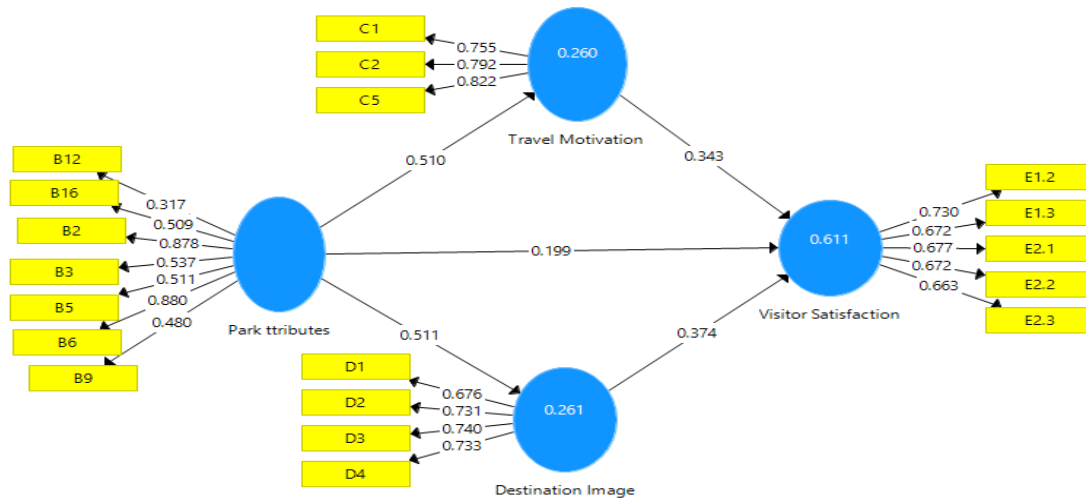 C1
0.755
C2
0.792
C5
0.822
0.260
Travel Motivation
0.510
0.343
B12
0.317
B16
0.509
B2
0.878
B3
0.537
B5
0.511
B6
0.880
B9
0.480
Park ttributes
0.199
0.611
Visitor Satisfaction
E1.2
0.730
E1.3
0.672
E2.1
0.677
E2.2
0.672
E2.3
0.663
0.511
0.374
D1
0.676
D2
0.731
D3
0.740
D4
0.733
0.261
Destination Image